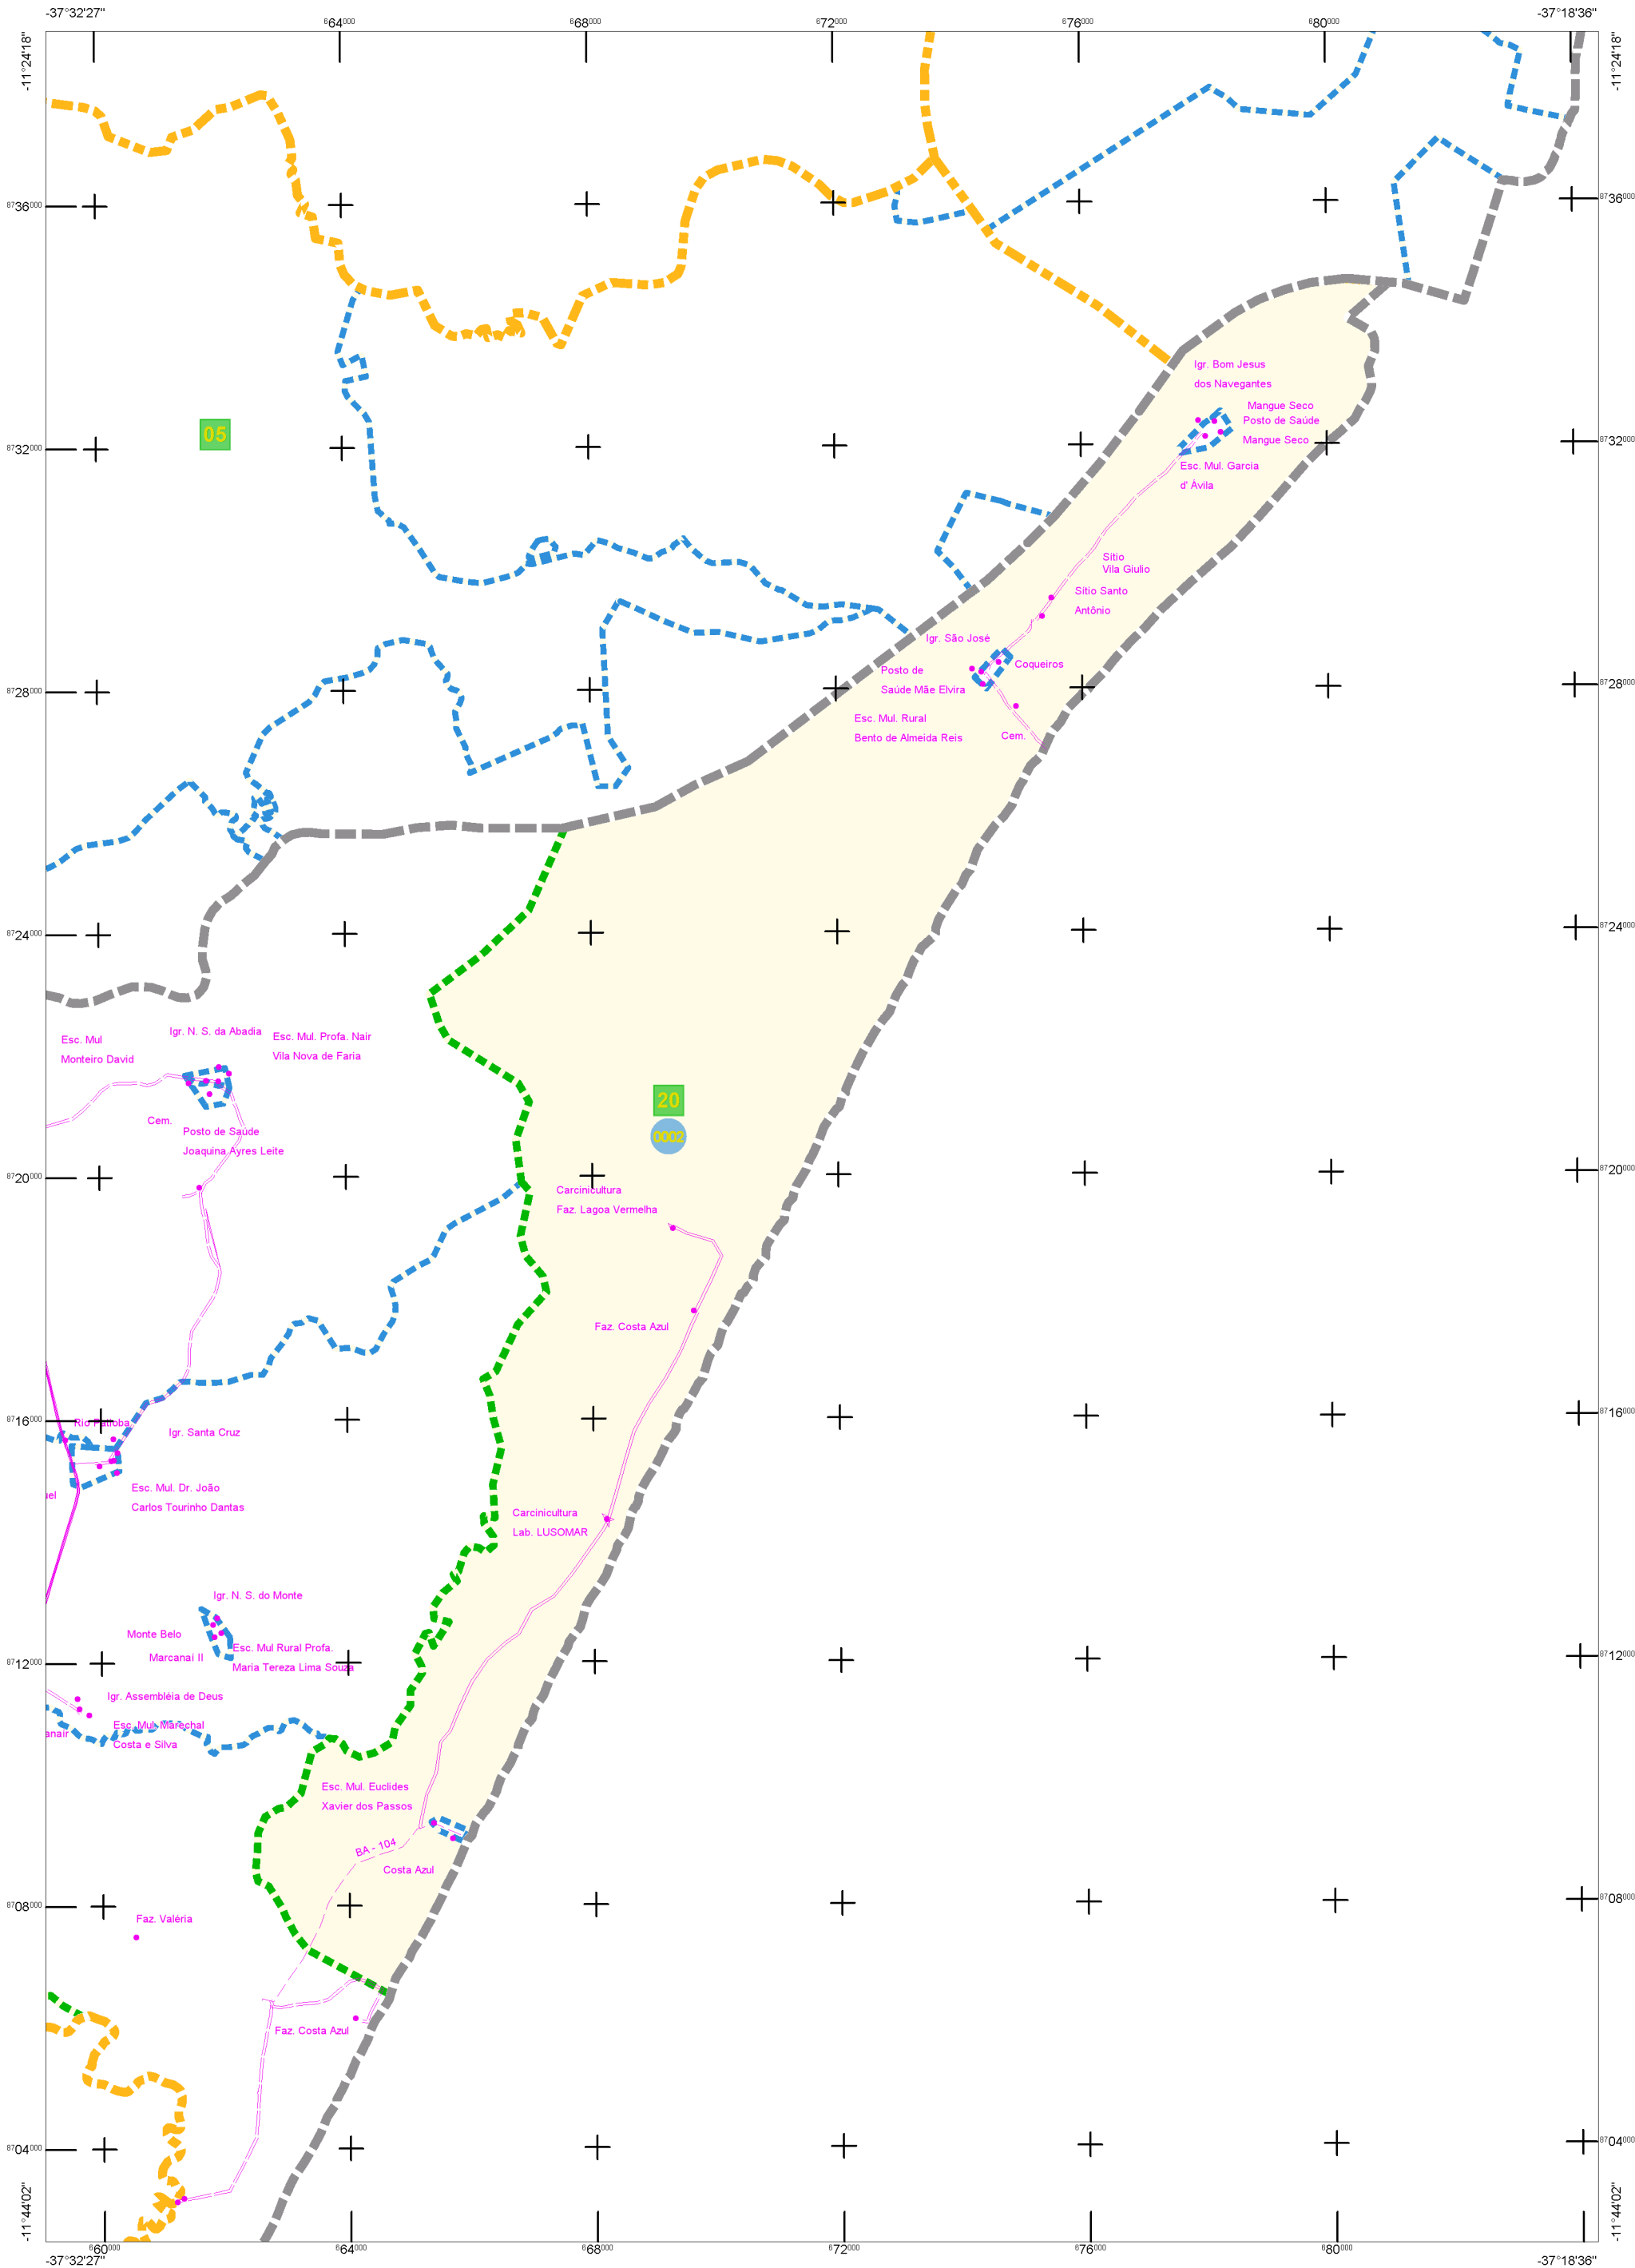 -37°32'27"
664000
668000
672000
676000
680000
-37°18'36"
-11°24'18"
-11°24'18"
8736000
8736000
Igr. Bom Jesus
dos Navegantes
Mangue Seco
Posto de Saúde
Mangue Seco
05
8732000
8732000
Esc. Mul. Garcia
d' Ávila
Sítio
Vila Giulio
Sítio Santo
Antônio
Igr. São José
Coqueiros
Posto de
Saúde Mãe Elvira
8728000
8728000
Esc. Mul. Rural
Bento de Almeida Reis
Cem.
8724000
8724000
Igr. N. S. da Abadia
Esc. Mul
Monteiro David
Esc. Mul. Profa. Nair
Vila Nova de Faria
20
0002
Cem.
Posto de Saúde
Joaquina Ayres Leite
8720000
8720000
Carcinicultura
Faz. Lagoa Vermelha
Faz. Costa Azul
8716000
8716000
Rio Patioba
Igr. Santa Cruz
uel
Esc. Mul. Dr. João
Carlos Tourinho Dantas
Carcinicultura
Lab. LUSOMAR
Igr. N. S. do Monte
Monte Belo
Marcanai II
Esc. Mul Rural Profa.
Maria Tereza Lima Souza
8712000
8712000
Igr. Assembléia de Deus
Esc. Mul. Marechal
Costa e Silva
anair
Esc. Mul. Euclides
Xavier dos Passos
BA - 104
Costa Azul
8708000
8708000
Faz. Valéria
Faz. Costa Azul
8704000
8704000
-11°44'02"
-11°44'02"
-37°32'27"
660000
664000
668000
672000
676000
680000
-37°18'36"